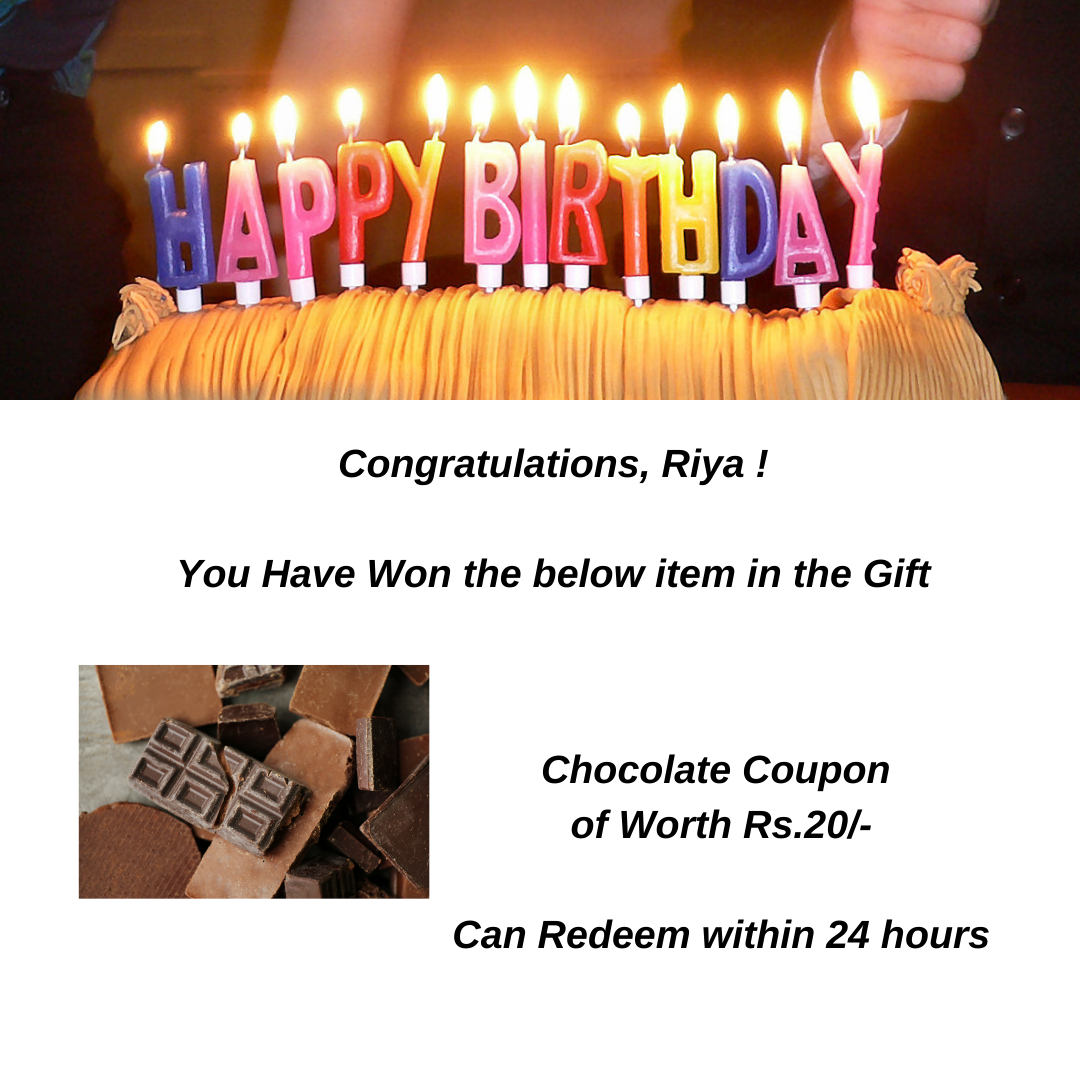 HAPPY BIRTHDAY
Congratulations, Riya !
You Have Won the below item in the Gift
Chocolate Coupon
of Worth Rs.20/-
Can Redeem within 24 hours